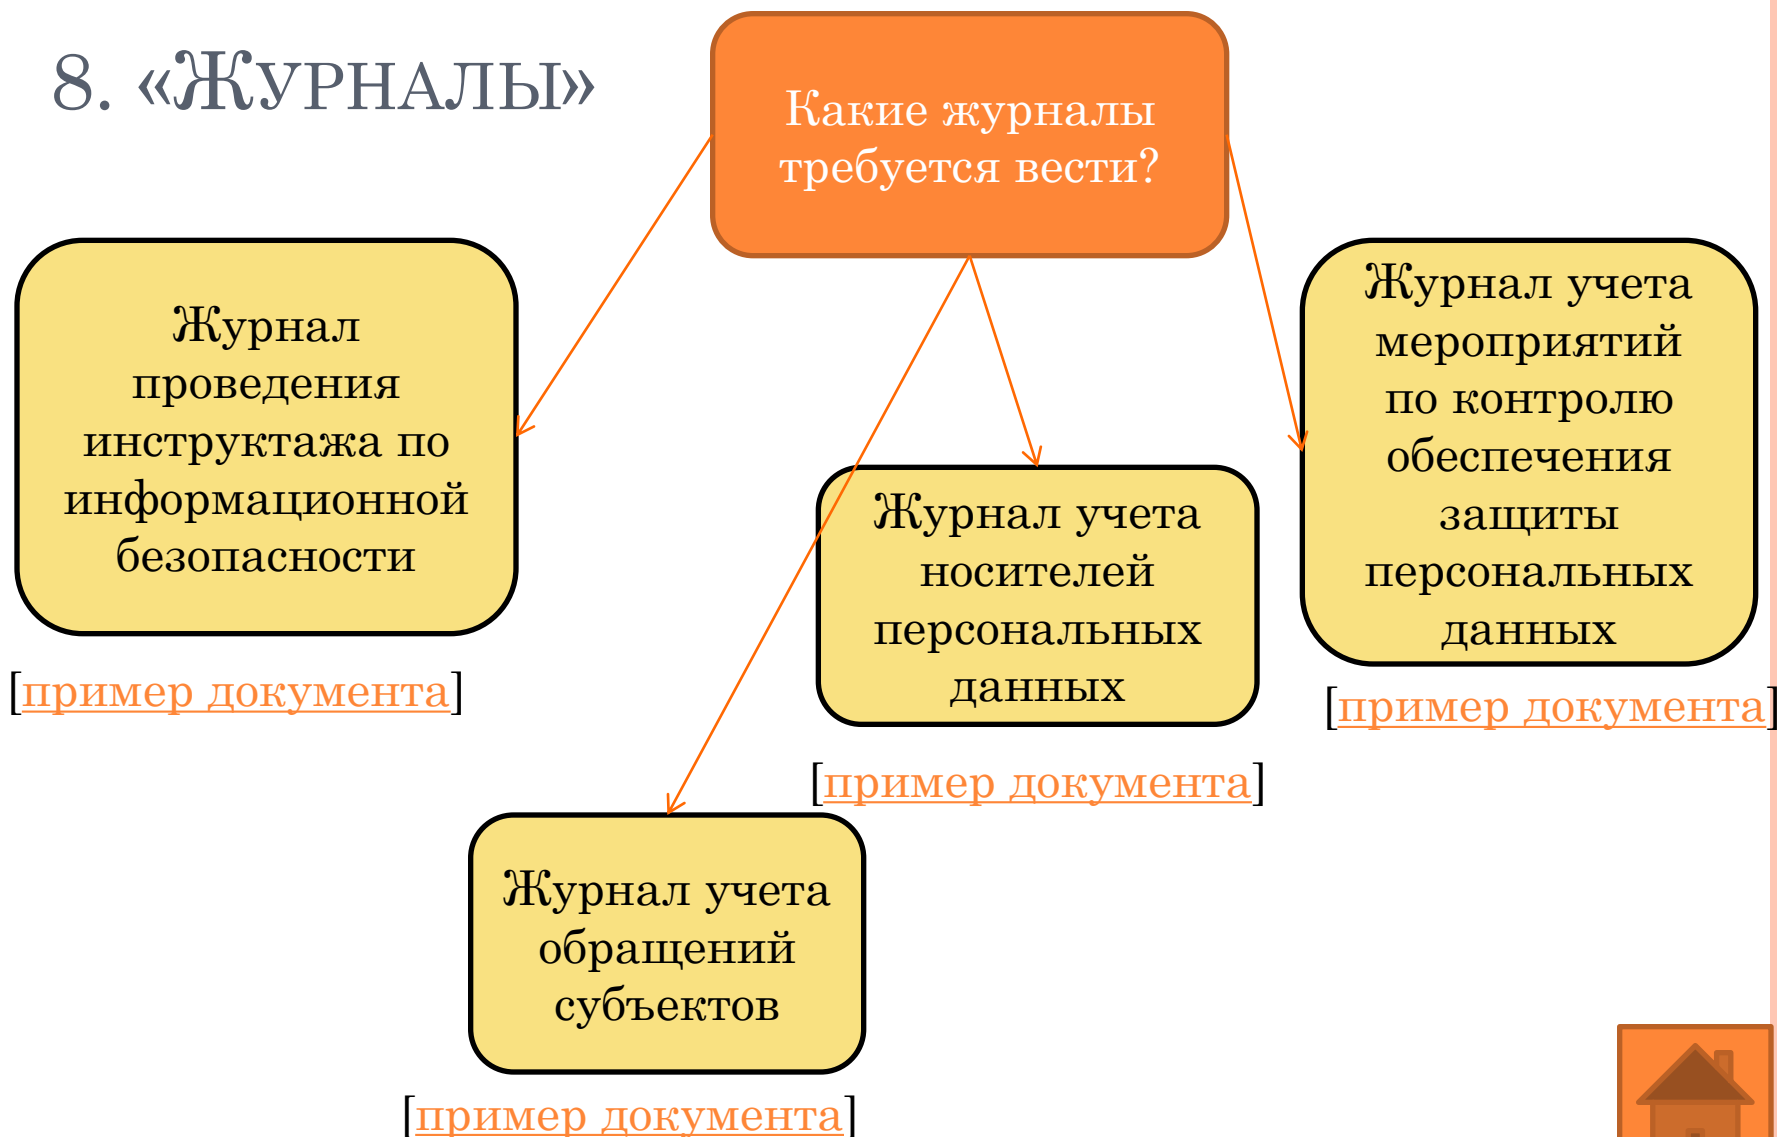 8. «Журналы»
Какие журналы
требуется вести?
Журнал
проведения
инструктажа по
информационной
безопасности
[пример документа]
Журнал учета
обращений
субъектов
[пример документа]
Журнал учета
носителей
персональных
данных
[пример документа]
Журнал учета
мероприятий
по контролю
обеспечения
защиты
персональных
данных
[пример документа]